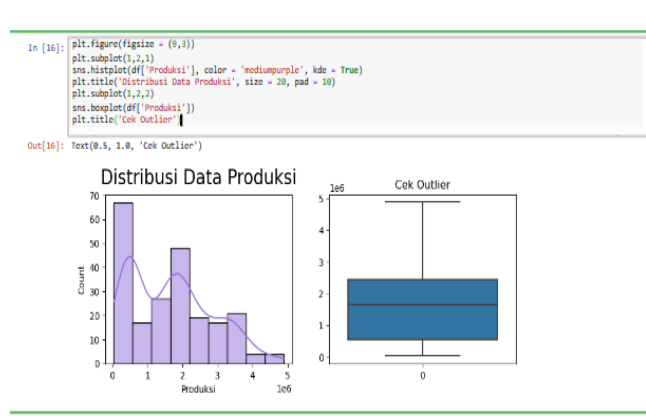 In [16]:
plt.figure(figsize = (9,3))
plt.subplot(1,2,1)
sns.histplot(df['Produksi'], color = 'mediumpurple', kde = True)
plt.title('Distribusi Data Produksi', size = 20, pad = 10)
plt.subplot(1,2,2)
sns.boxplot(df['Produksi'])
plt.title('Cek Outlier')
Out[16]: Text(0.5, 1.0, 'Cek Outlier')
Distribusi Data Produksi
70
60
50
40
30
20
10
0
Count
0 1 2 3 4 5
Produksi
1e6
1e6
Cek Outlier
5
4
3
2
1
0
0